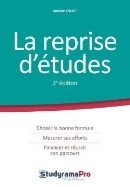 La reprise
d'études
2e édition
Choisir la bonne formule
Mesurer ses efforts
Financer et réussir
son parcours
StudyramaPro